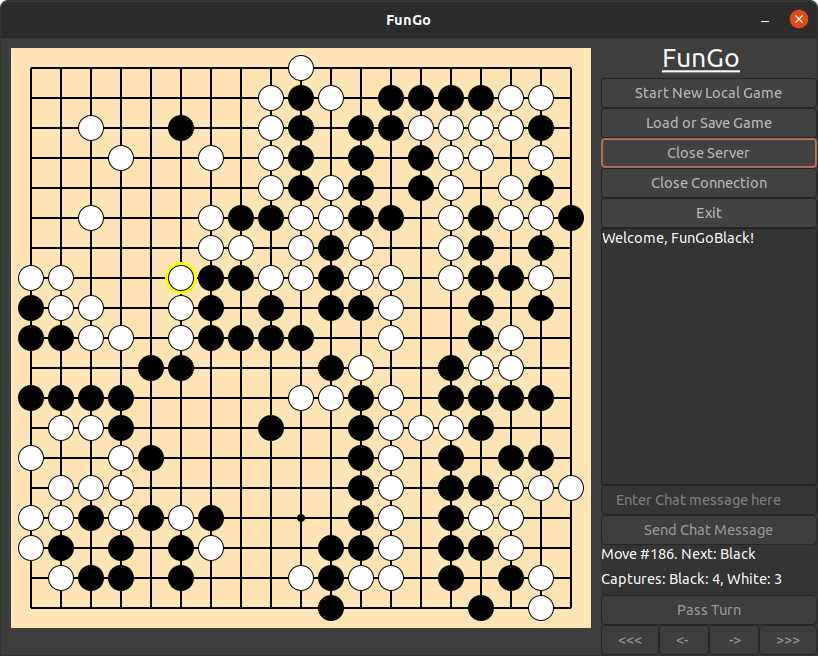 FunGo
FunGo
Start New Local Game
Load or Save Game
Close Server
Close Connection
Exit
Welcome, FunGoBlack!
Enter Chat message here
Send Chat Message
Move #186. Next: Black
Captures: Black: 4, White: 3
Pass Turn
<<< <- -> >>>